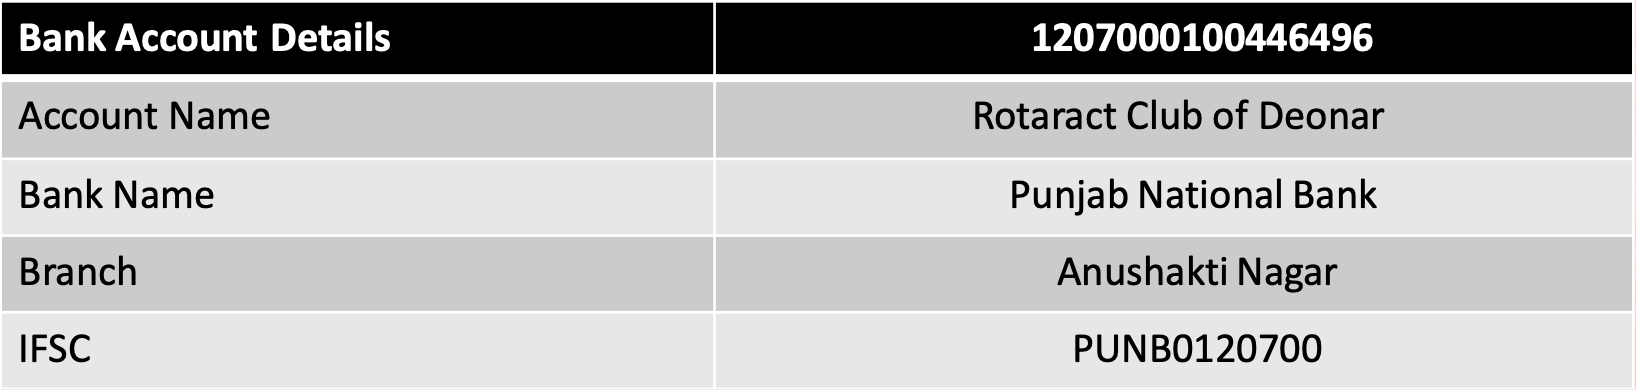 Bank Account Details 1207000100446496
Account Name Rotaract Club of Deonar
Bank Name Punjab National Bank
Branch Anushakti Nagar
IFSC PUNB0120700